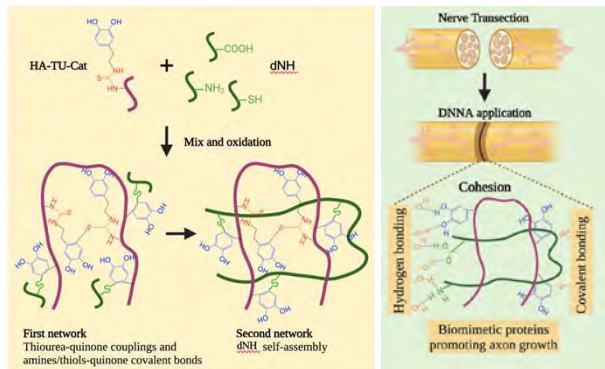 HA-TU-Cat
+
COOH
NH₂
SH
dNH
OH
HO
S
NH
HN
Mix and oxidation
First network
Thiourea-quinone couplings and
amines/thiols-quinone covalent bonds
Second network
dNH self-assembly
Nerve Transection
DNNA application
Cohesion
Hydrogen bonding
Covalent bonding
Biomimetic proteins
promoting axon growth